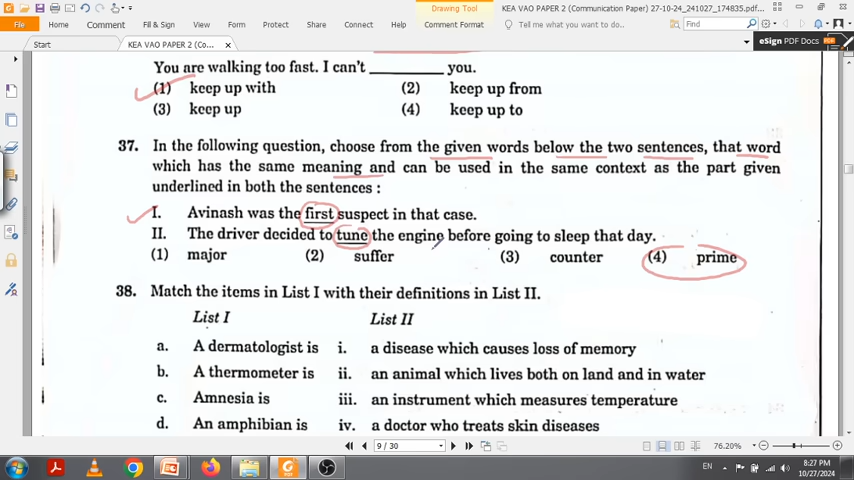 Drawing Tool
KEA VAO PAPER 2 (Communication Paper) 27-10-24_241027_174835.pdf...
File
Home
Comment
Fill & Sign
Edit
Protect
Share
Connect
Help
Comment Format
Tell me what you want to do...
Find
Start
KEA VAO PAPER 2 (Co...
eSign PDF Docs
You are walking too fast. I can't ________ you.
(1) keep up with (2) keep up from
(3) keep up (4) keep up to
37. In the following question, choose from the given words below the two sentences, that word
which has the same meaning and can be used in the same context as the part given
underlined in both the sentences :
I. Avinash was the first suspect in that case.
II. The driver decided to tune the engine before going to sleep that day.
(1) major (2) suffer (3) counter (4) prime
38. Match the items in List I with their definitions in List II.
List I List II
a. A dermatologist is i. a disease which causes loss of memory
b. A thermometer is ii. an animal which lives both on land and in water
c. Amnesia is iii. an instrument which measures temperature
d. An amphibian is iv. a doctor who treats skin diseases
9 / 30
76.20%
EN
8:27 PM
10/27/2024